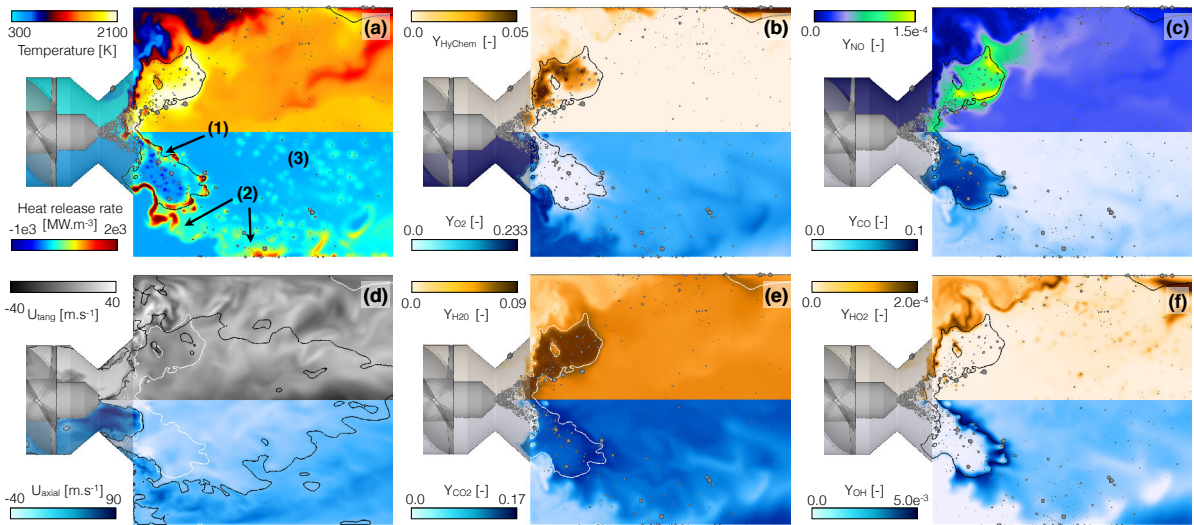 300 2100
Temperature [K]
(a)
(1)
(2)
(3)
Heat release rate
[MW.m⁻³]
-1e3 2e3
0.0 0.05
Y_HyChem [-]
(b)
Y_O2 [-]
0.0 0.233
0.0 1.5e⁻⁴
Y_NO [-]
(c)
Y_CO [-]
0.0 0.1
-40 40
U_tang [m.s⁻¹]
(d)
U_axial [m.s⁻¹]
-40 90
0.0 0.09
Y_H20 [-]
(e)
Y_CO2 [-]
0.0 0.17
0.0 2.0e⁻⁴
Y_HO2 [-]
(f)
Y_OH [-]
0.0 5.0e⁻³